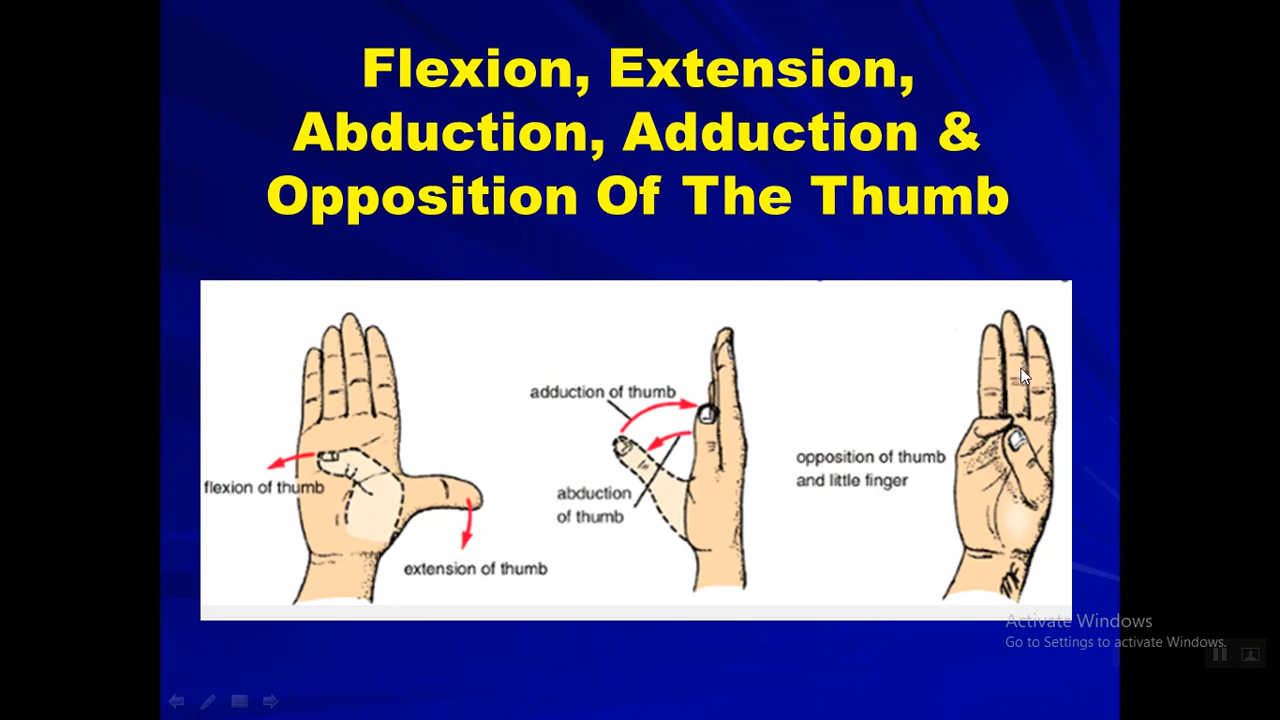 Flexion, Extension,
Abduction, Adduction &
Opposition Of The Thumb
adduction of thumb
flexion of thumb
extension of thumb
abduction
of thumb
opposition of thumb
and little finger
Activate Windows
Go to Settings to activate Windows.